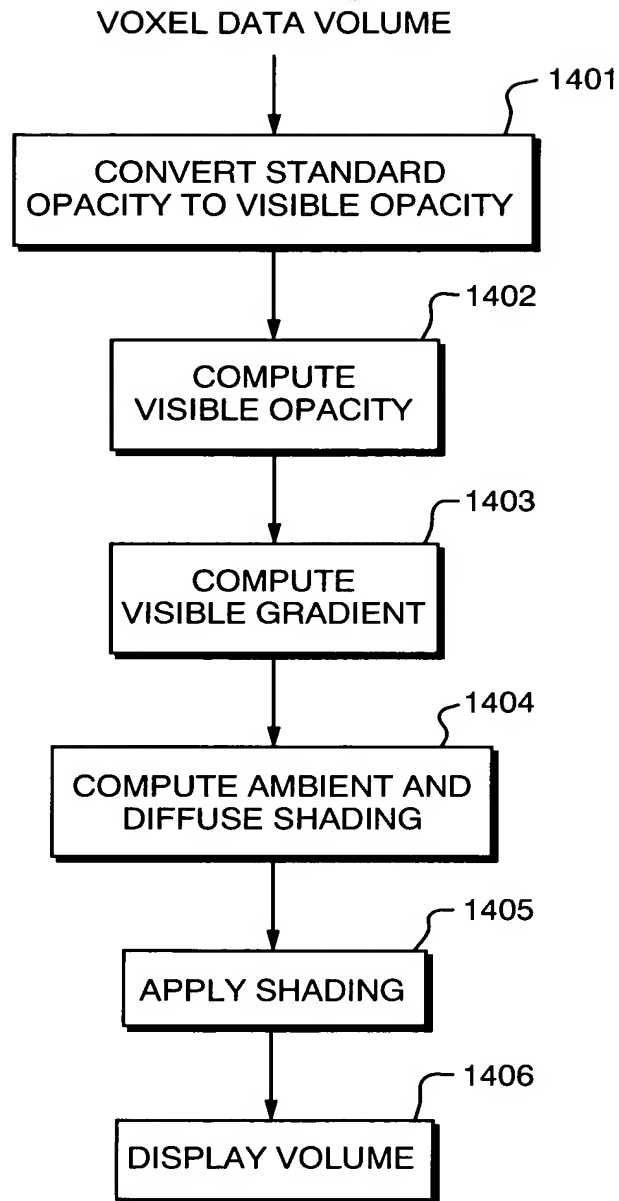 VOXEL DATA VOLUME
1401
CONVERT STANDARD
OPACITY TO VISIBLE OPACITY
1402
COMPUTE
VISIBLE OPACITY
1403
COMPUTE
VISIBLE GRADIENT
1404
COMPUTE AMBIENT AND
DIFFUSE SHADING
1405
APPLY SHADING
1406
DISPLAY VOLUME